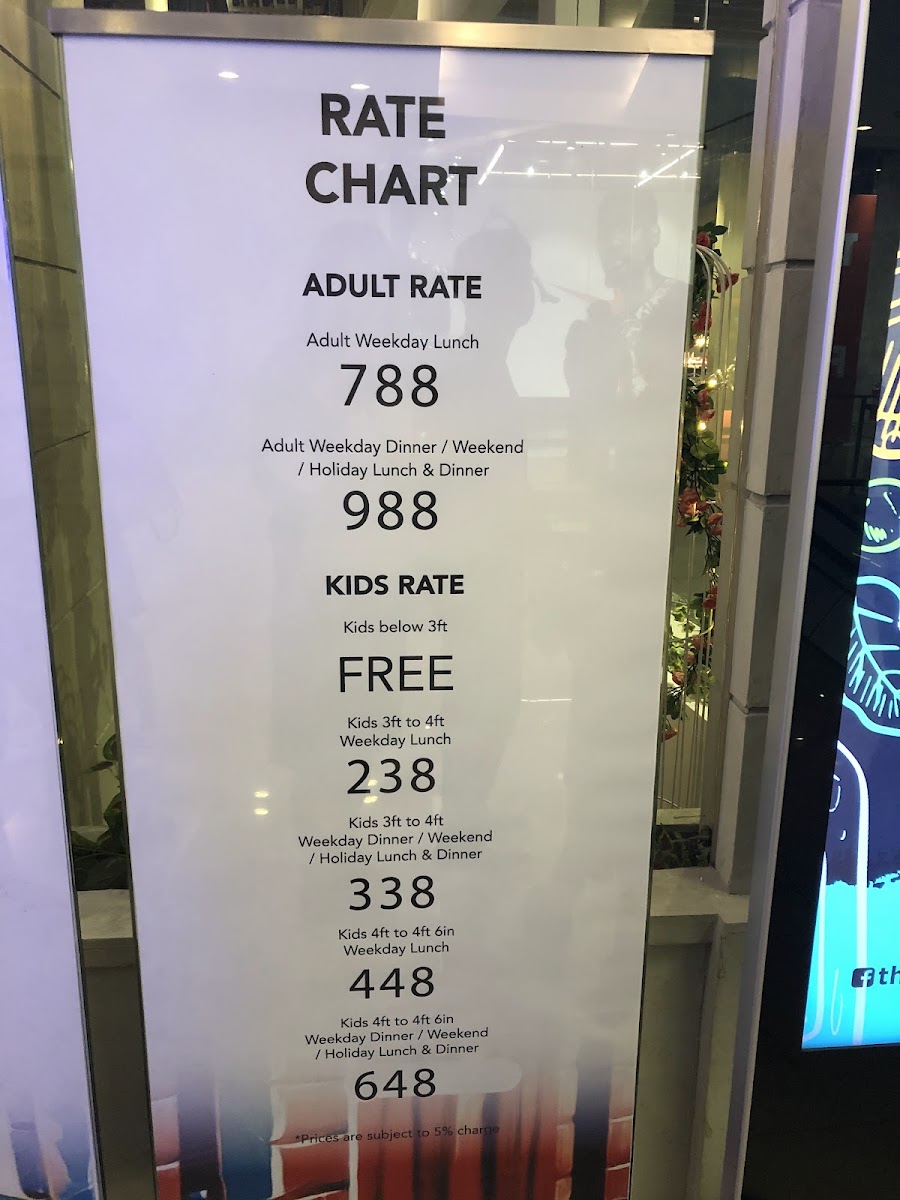 RATE
CHART
ADULT RATE
Adult Weekday Lunch
788
Adult Weekday Dinner / Weekend
/ Holiday Lunch & Dinner
988
KIDS RATE
Kids below 3ft
FREE
Kids 3ft to 4ft
Weekday Lunch
238
Kids 3ft to 4ft
Weekday Dinner / Weekend
/ Holiday Lunch & Dinner
338
Kids 4ft to 4ft 6in
Weekday Lunch
448
Kids 4ft to 4ft 6in
Weekday Dinner / Weekend
/ Holiday Lunch & Dinner
648
*Prices are subject to 5% charge